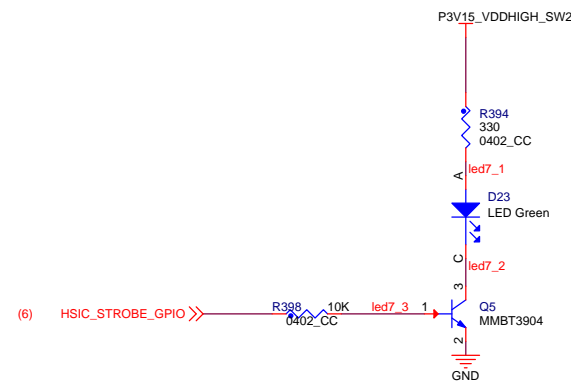 P3V15_VDDHIGH_SW2
R394
330
0402_CC
A
led7_1
D23
LED Green
C
led7_2
(6) HSIC_STROBE_GPIO R398 10K led7_3 1 3 Q5
0402_CC MMBT3904
2
GND